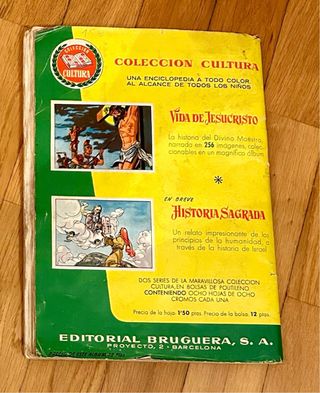 COLECCION
CULTURA
COLECCION CULTURA
UNA ENCICLOPEDIA A TODO COLOR
AL ALCANCE DE TODOS LOS NIÑOS
VIDA DE JESUCRISTO
La historia del Divino Maestro,
narrada en 256 imágenes, colec-
cionables en un magnífico álbum
*
EN BREVE
HISTORIA SAGRADA
Un relato impresionante de los
principios de la humanidad, a
través de la historia de Israel
DOS SERIES DE LA MARAVILLOSA COLECCION
CULTURA, EN BOLSAS DE POLITILENO
CONTENIENDO OCHO HOJAS DE OCHO
CROMOS CADA UNA
Precio de la hoja: 1'50 ptas. Precio de la bolsa: 12 ptas.
EDITORIAL BRUGUERA, S. A.
PROYECTO, 2 - BARCELONA